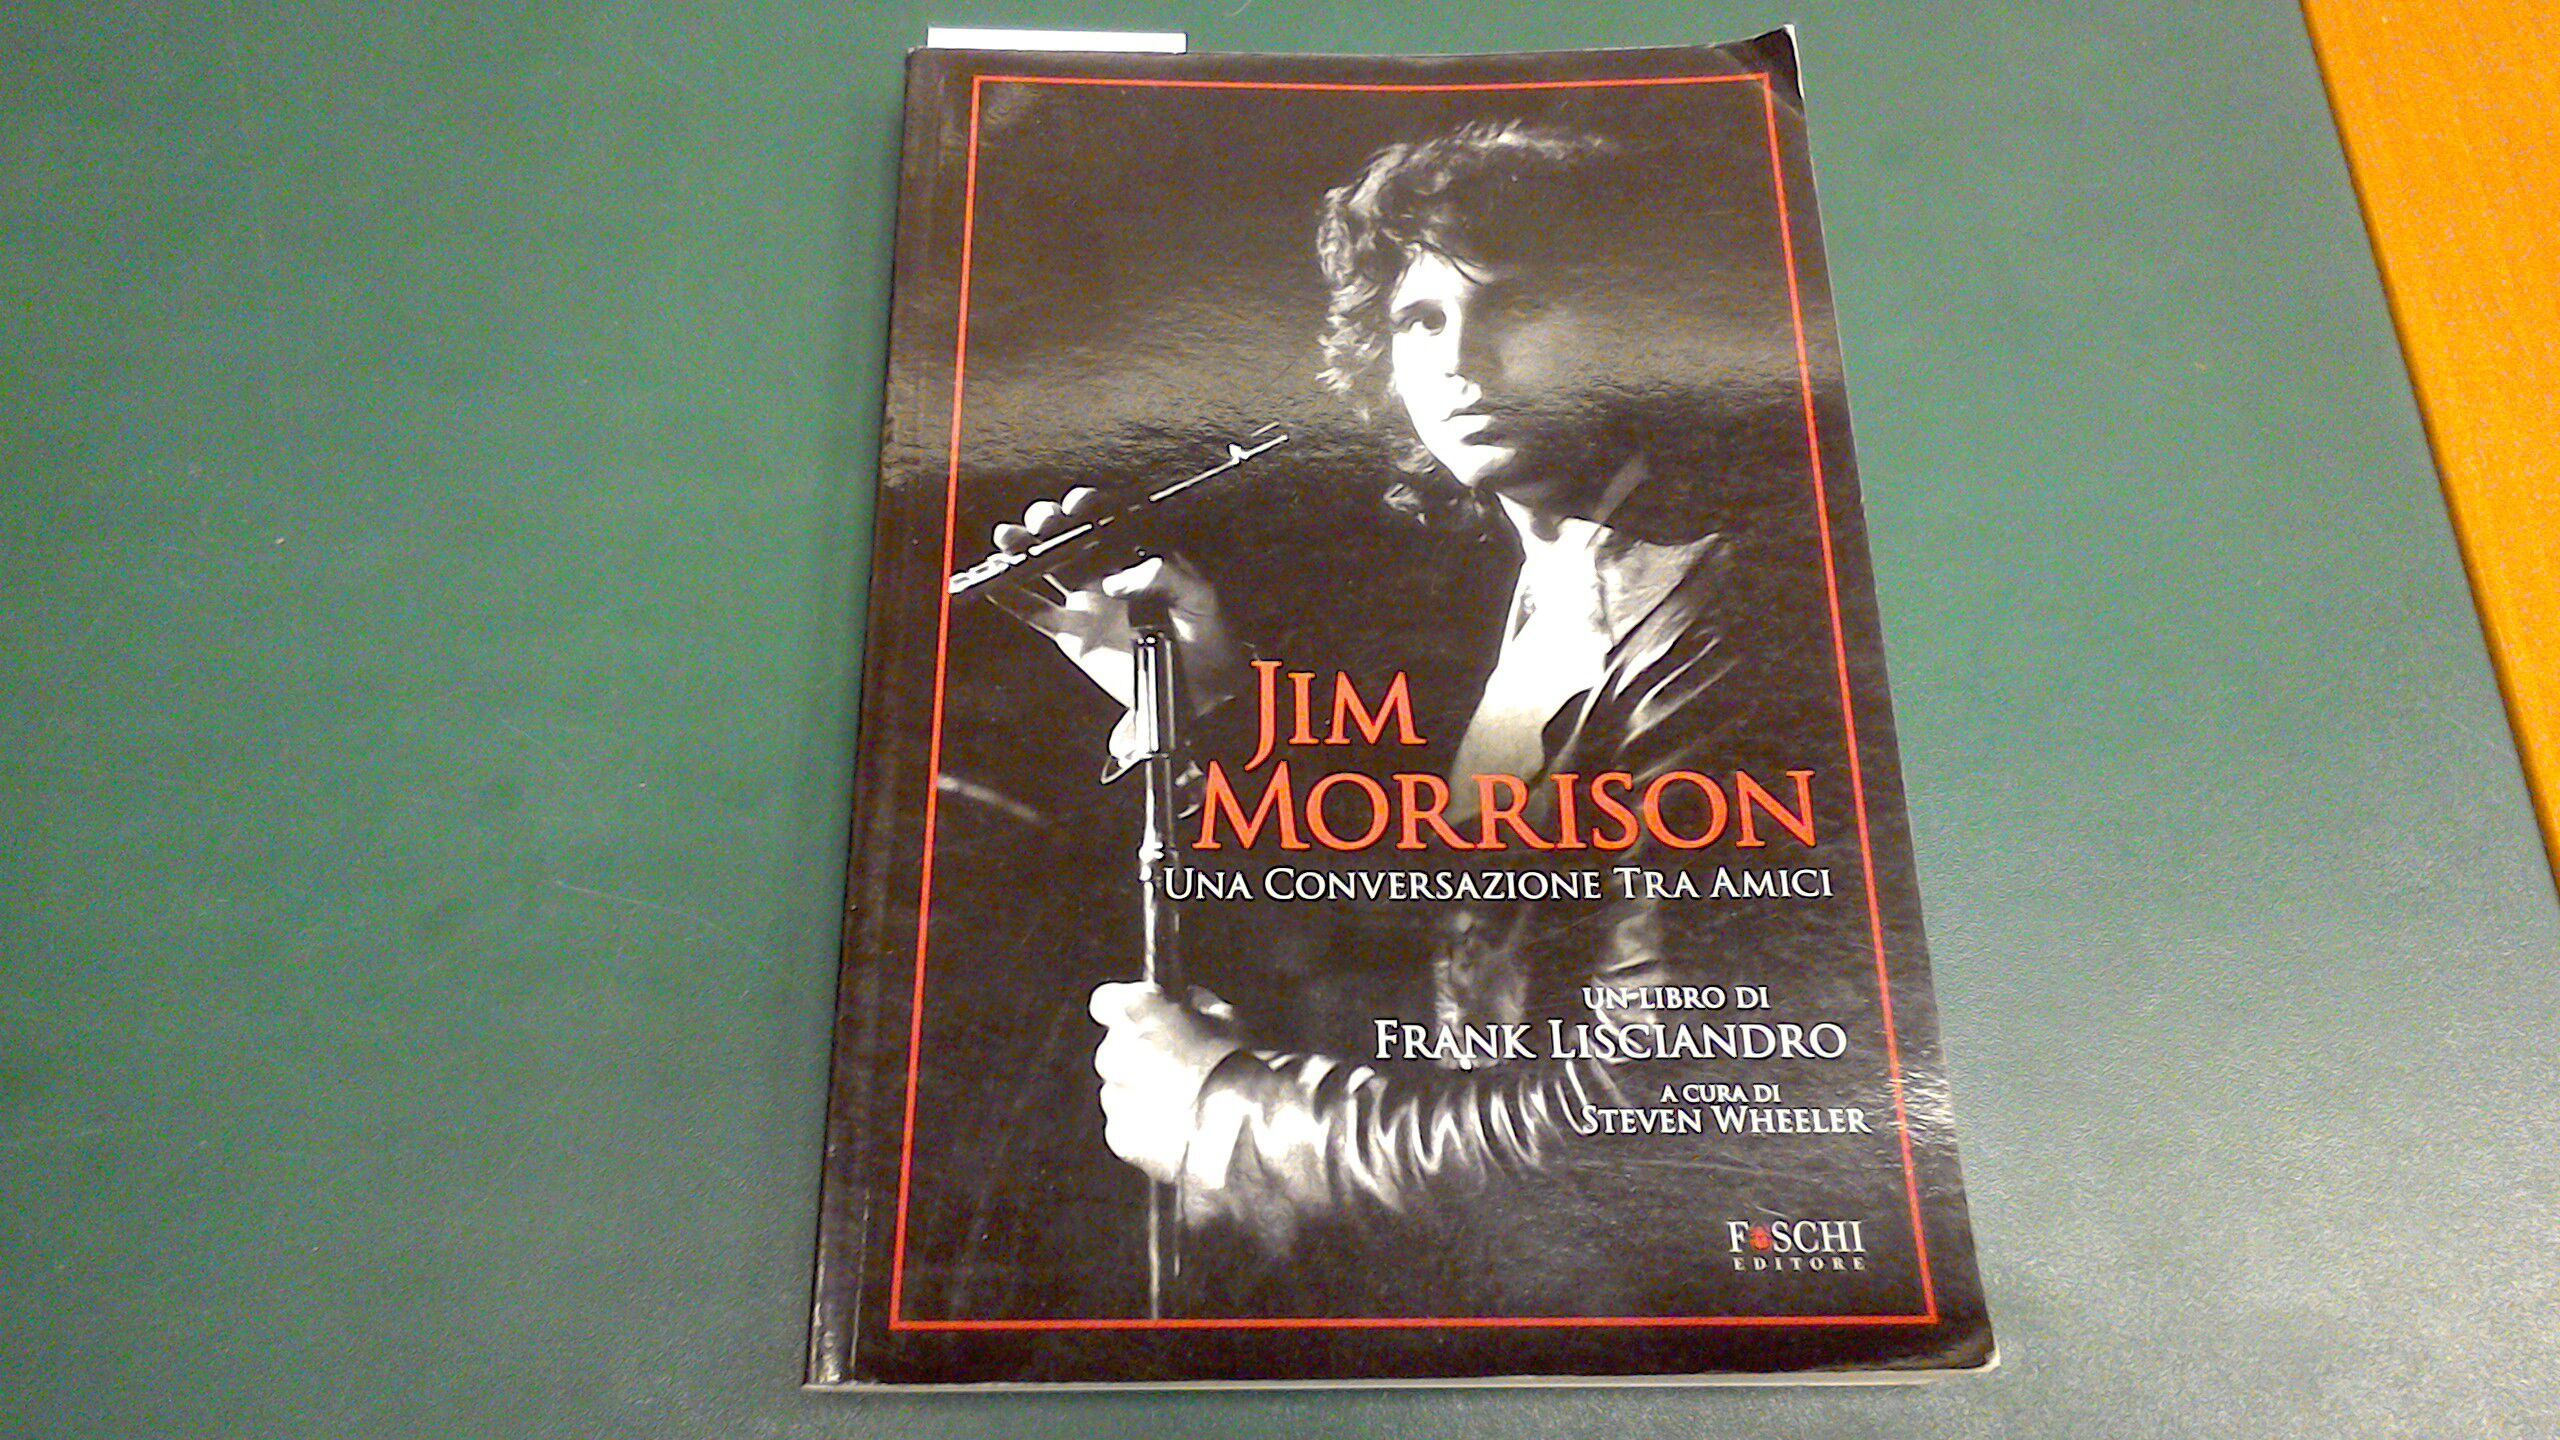 JIM
MORRISON
UNA CONVERSAZIONE TRA AMICI
UN LIBRO DI
FRANK LISCIANDRO
A CURA DI
STEVEN WHEELER
FOSCHI
EDITORE